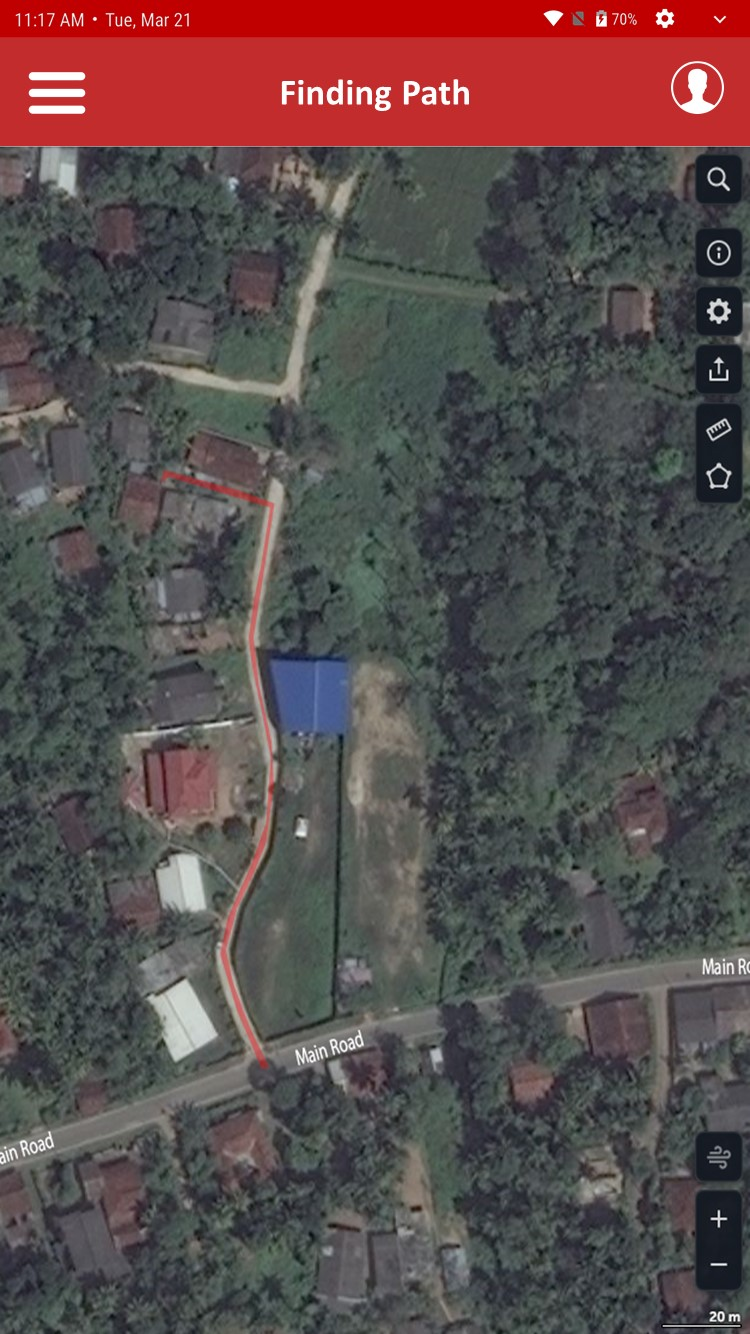 11:17 AM • Tue, Mar 21
70%
Finding Path
Main Ro
Main Road
ain Road
20 m